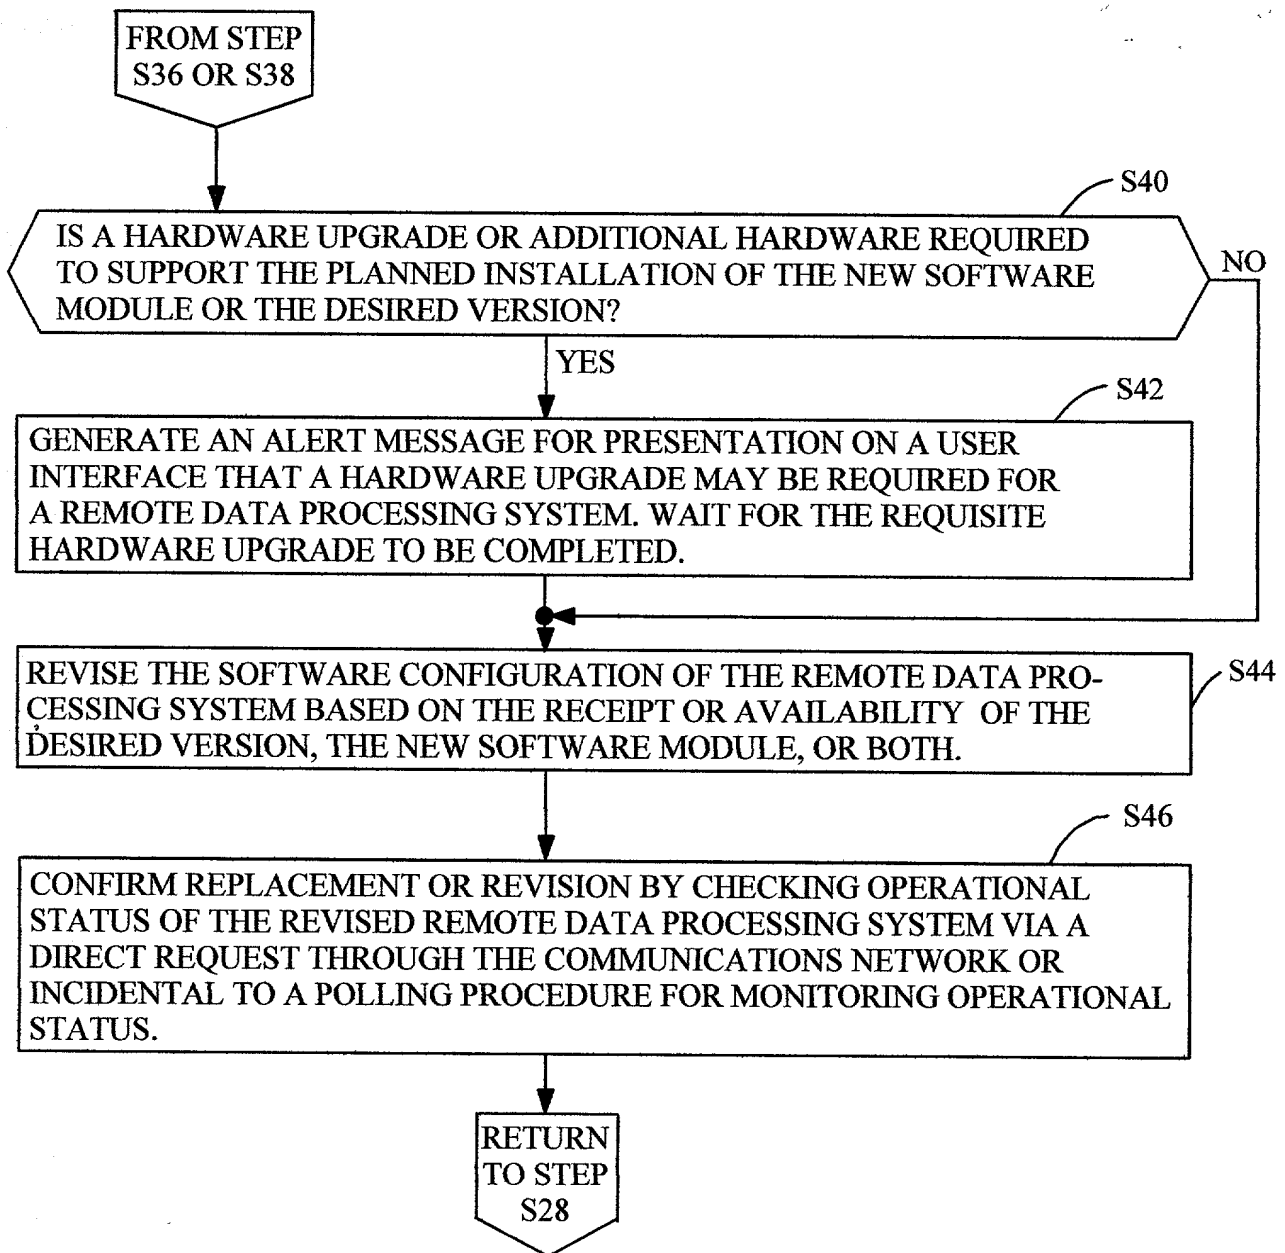 FROM STEP
S36 OR S38
S40
IS A HARDWARE UPGRADE OR ADDITIONAL HARDWARE REQUIRED
TO SUPPORT THE PLANNED INSTALLATION OF THE NEW SOFTWARE
MODULE OR THE DESIRED VERSION?
NO
YES
S42
GENERATE AN ALERT MESSAGE FOR PRESENTATION ON A USER
INTERFACE THAT A HARDWARE UPGRADE MAY BE REQUIRED FOR
A REMOTE DATA PROCESSING SYSTEM. WAIT FOR THE REQUISITE
HARDWARE UPGRADE TO BE COMPLETED.
REVISE THE SOFTWARE CONFIGURATION OF THE REMOTE DATA PRO-
CESSING SYSTEM BASED ON THE RECEIPT OR AVAILABILITY OF THE
DESIRED VERSION, THE NEW SOFTWARE MODULE, OR BOTH.
S44
S46
CONFIRM REPLACEMENT OR REVISION BY CHECKING OPERATIONAL
STATUS OF THE REVISED REMOTE DATA PROCESSING SYSTEM VIA A
DIRECT REQUEST THROUGH THE COMMUNICATIONS NETWORK OR
INCIDENTAL TO A POLLING PROCEDURE FOR MONITORING OPERATIONAL
STATUS.
RETURN
TO STEP
S28